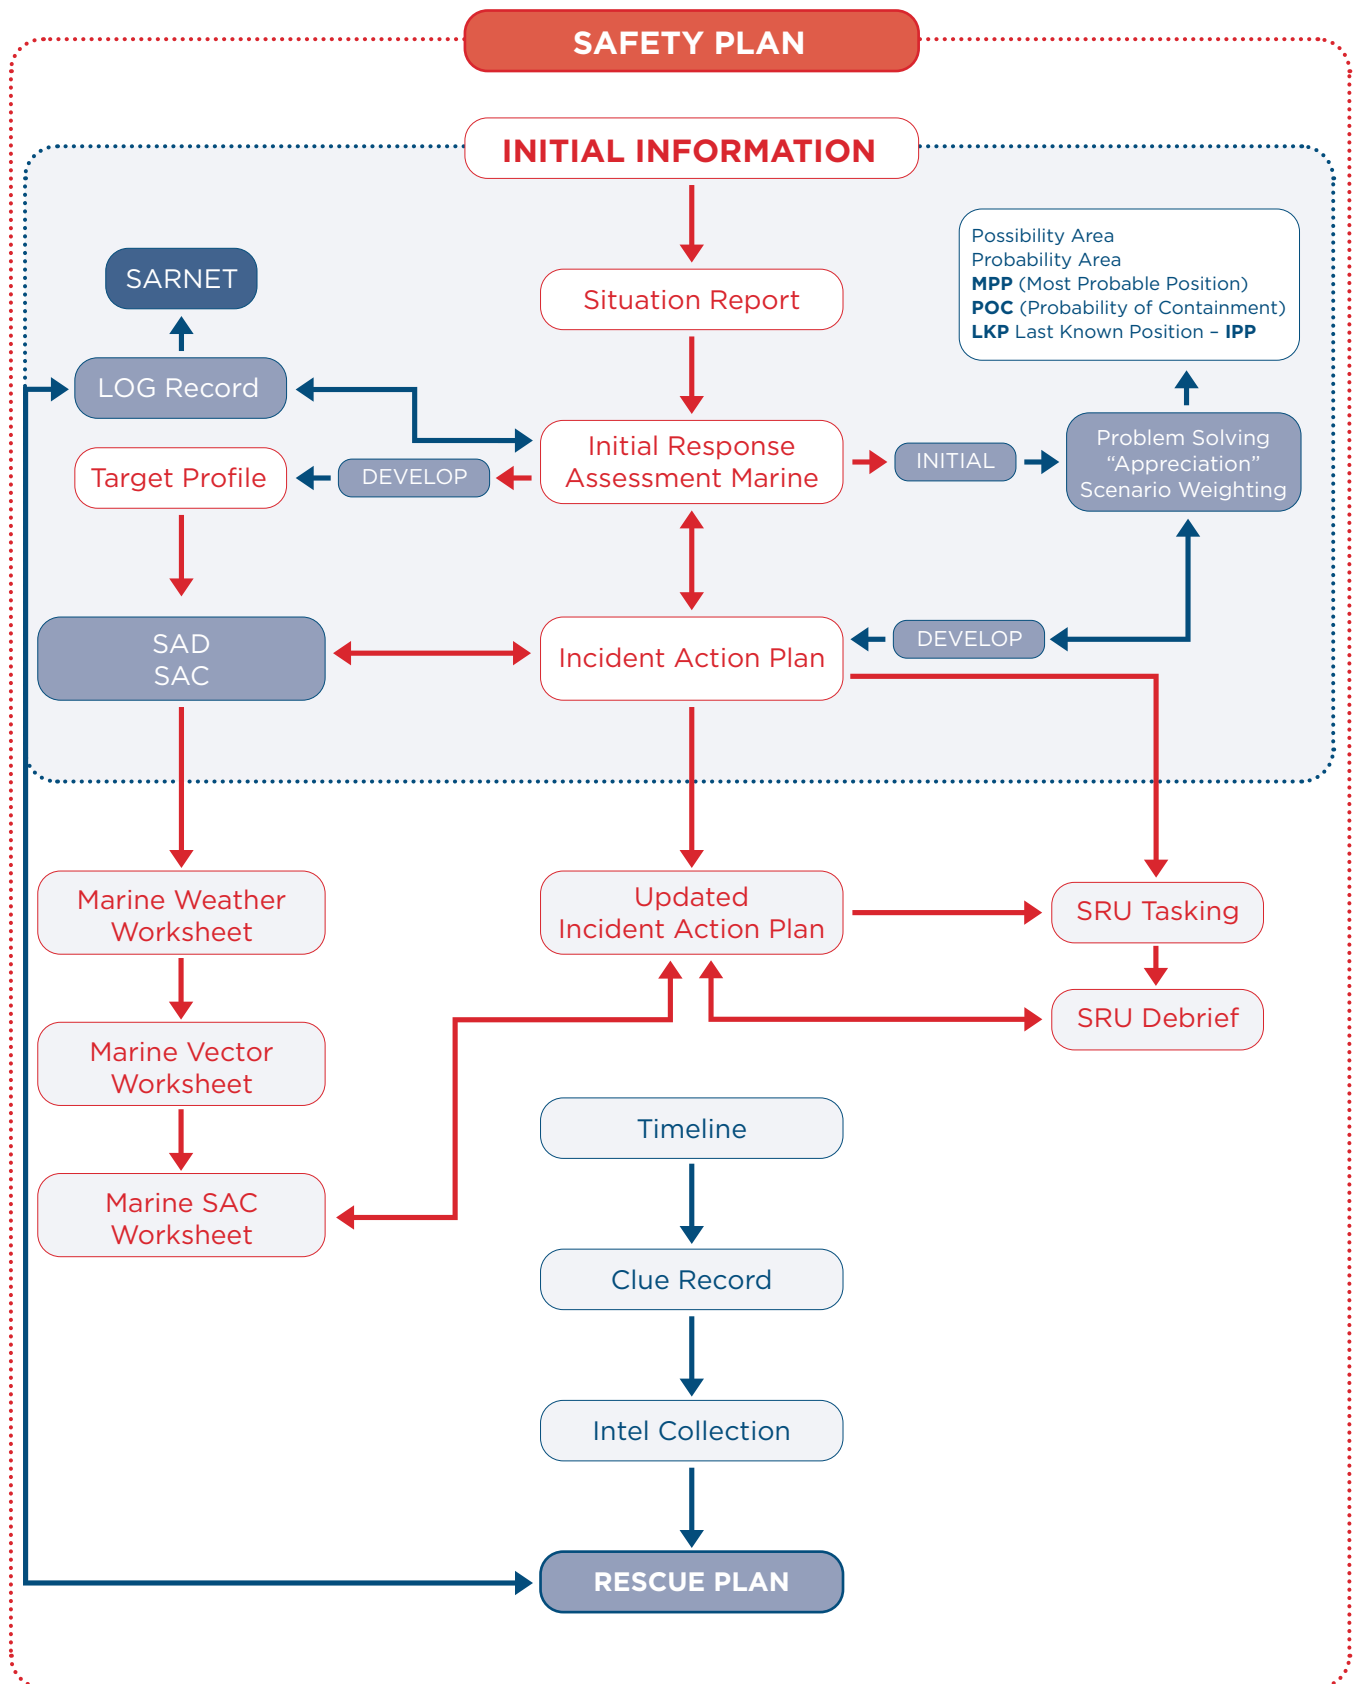 SAFETY PLAN
INITIAL INFORMATION
Possibility Area
Probability Area
MPP (Most Probable Position)
POC (Probability of Containment)
LKP Last Known Position – IPP
SARNET
Situation Report
LOG Record
Initial Response
Assessment Marine
INITIAL
Problem Solving
“Appreciation”
Scenario Weighting
Target Profile
DEVELOP
SAD
SAC
Incident Action Plan
DEVELOP
Marine Weather
Worksheet
Updated
Incident Action Plan
SRU Tasking
SRU Debrief
Marine Vector
Worksheet
Timeline
Marine SAC
Worksheet
Clue Record
Intel Collection
RESCUE PLAN